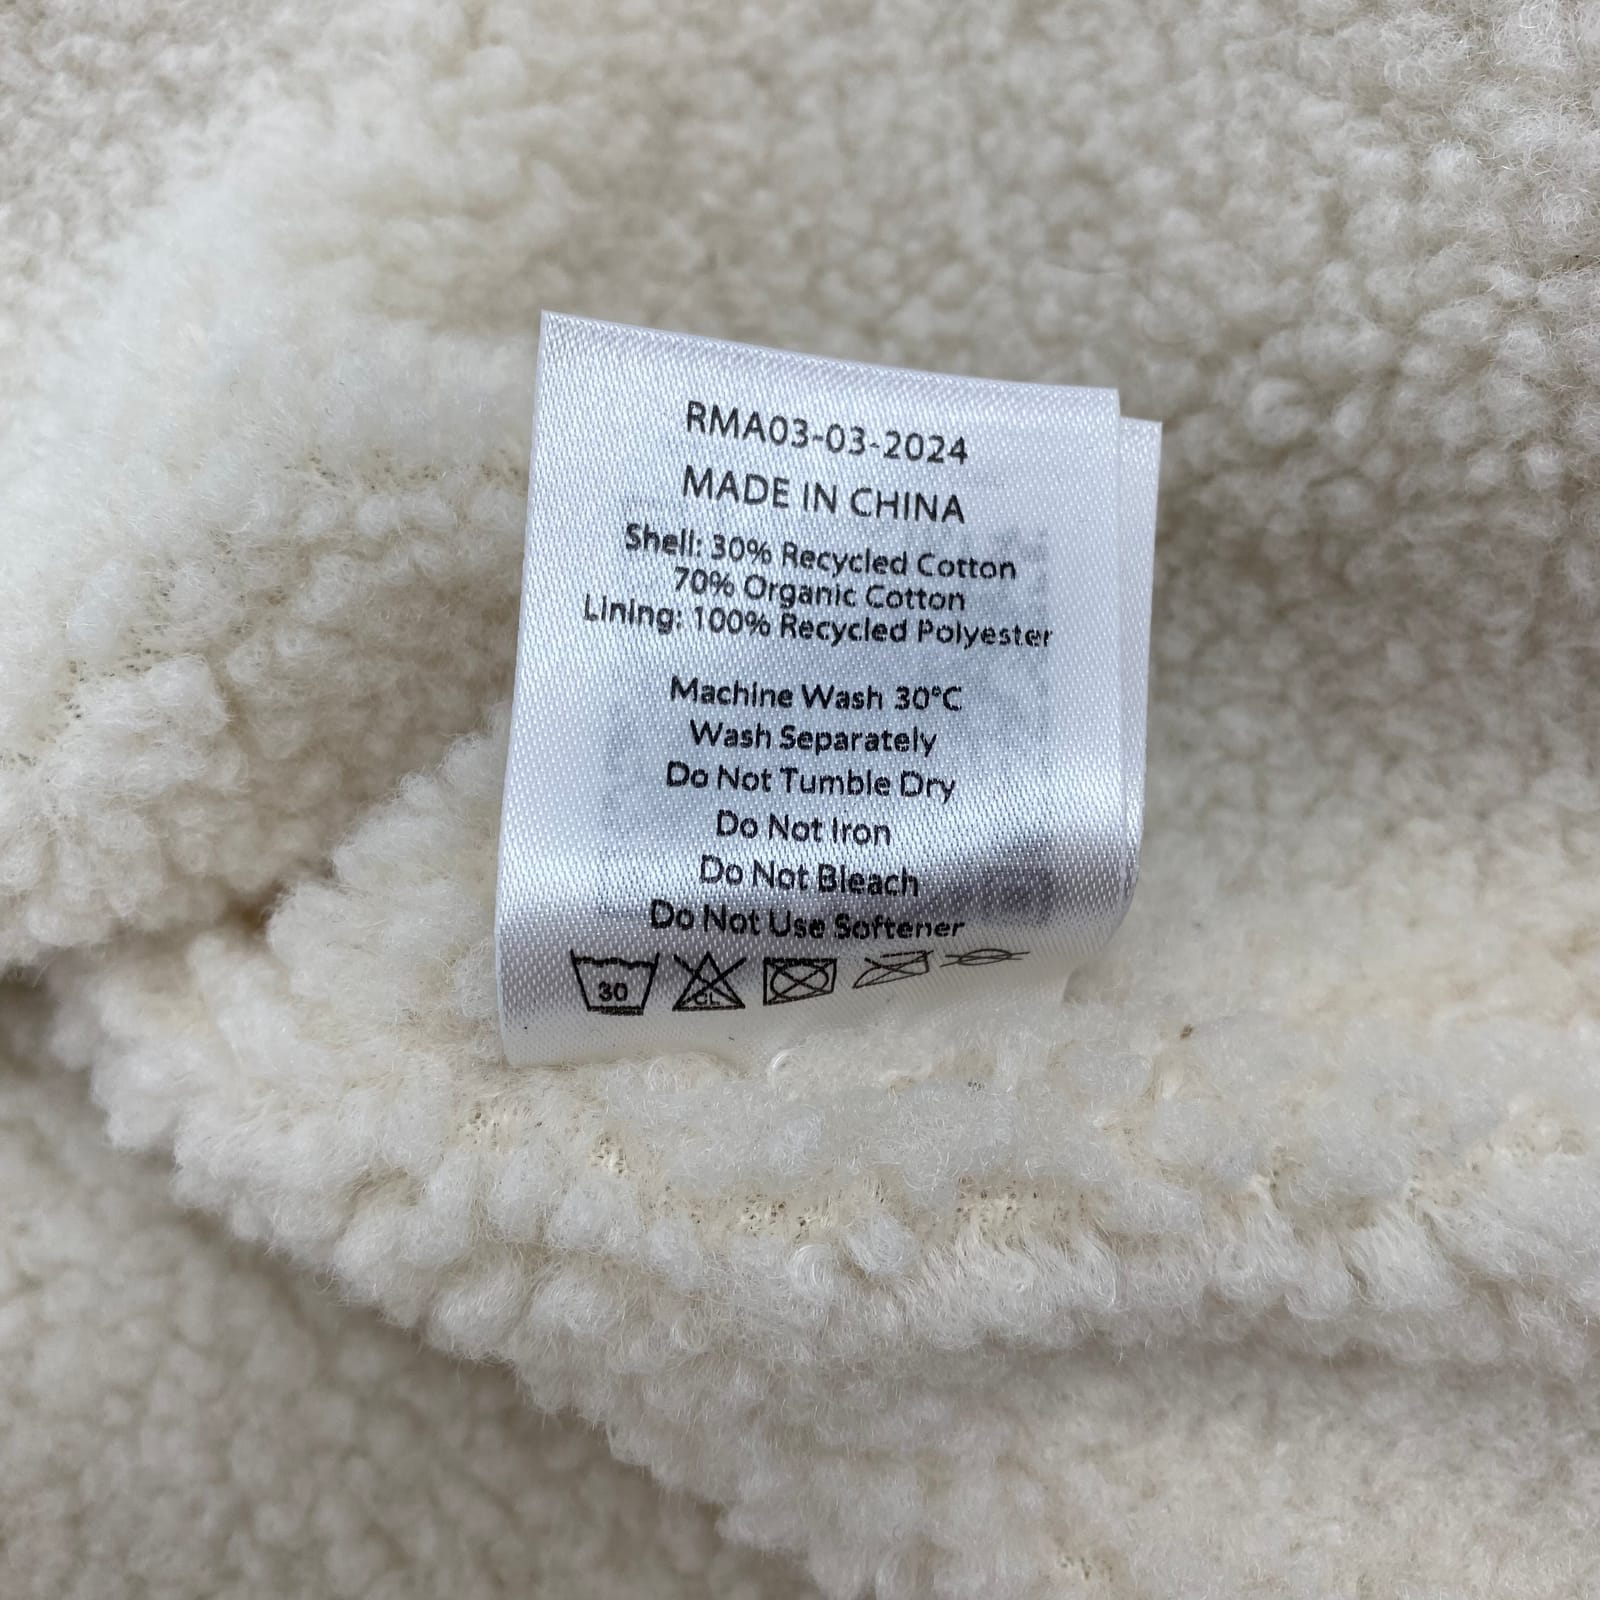 RMA03-03-2024
MADE IN CHINA
Shell: 30% Recycled Cotton
70% Organic Cotton
Lining: 100% Recycled Polyester
Machine Wash 30°C
Wash Separately
Do Not Tumble Dry
Do Not Iron
Do Not Bleach
Do Not Use Softener
30 CL